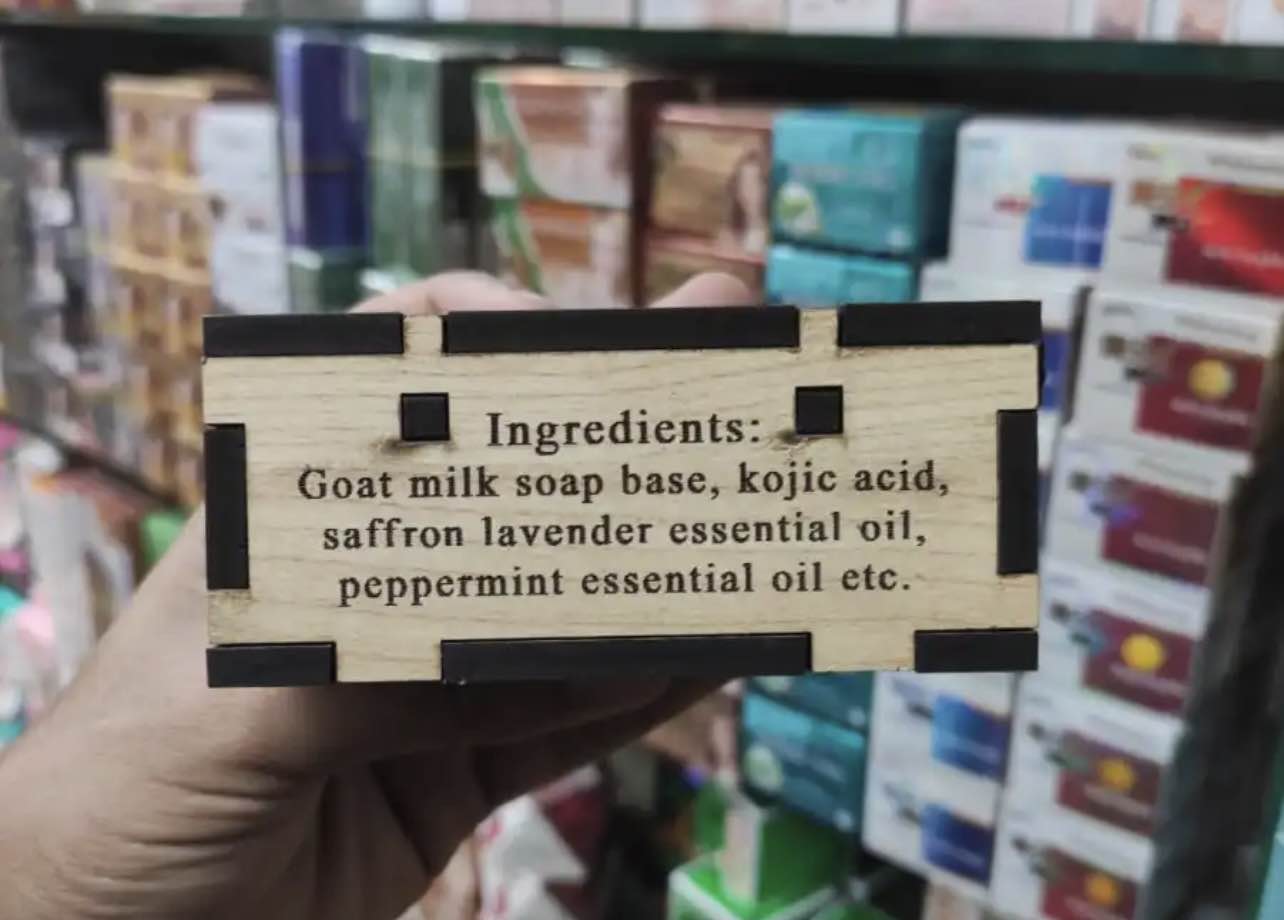 Ingredients:
Goat milk soap base, kojic acid,
saffron lavender essential oil,
peppermint essential oil etc.